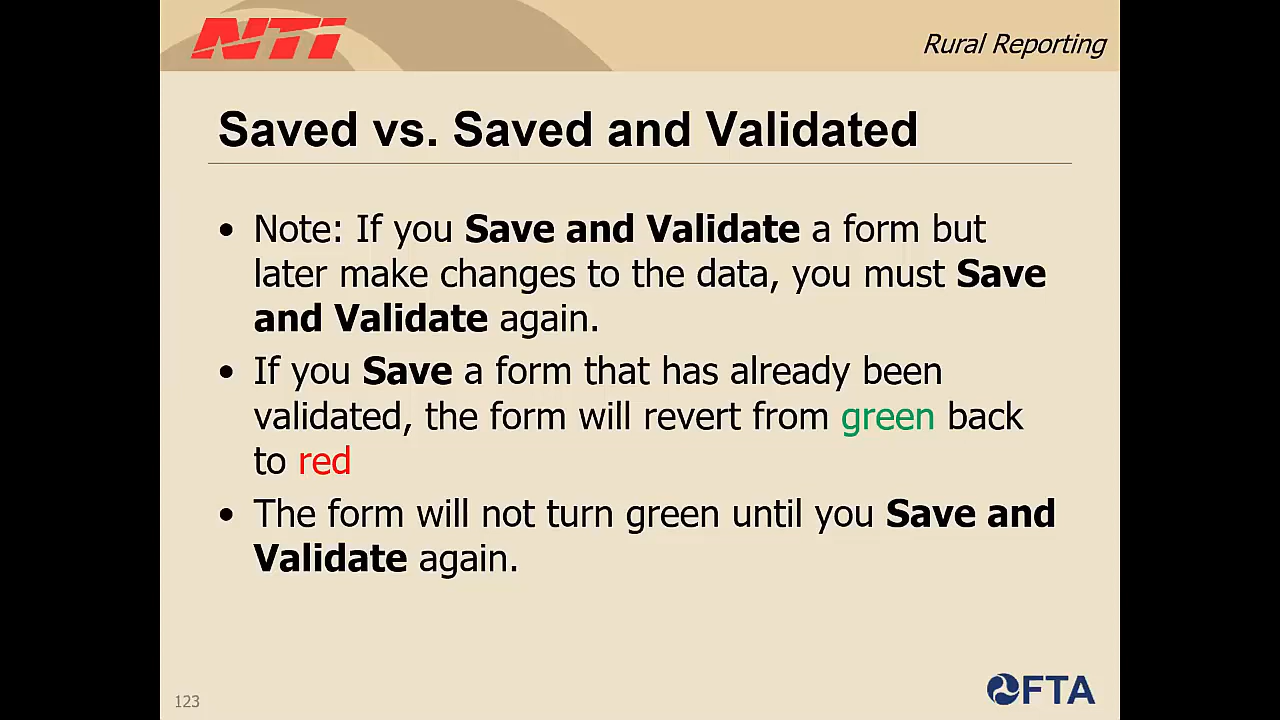 NTI
Rural Reporting
Saved vs. Saved and Validated
• Note: If you Save and Validate a form but
later make changes to the data, you must Save
and Validate again.
• If you Save a form that has already been
validated, the form will revert from green back
to red
• The form will not turn green until you Save and
Validate again.
123
FTA